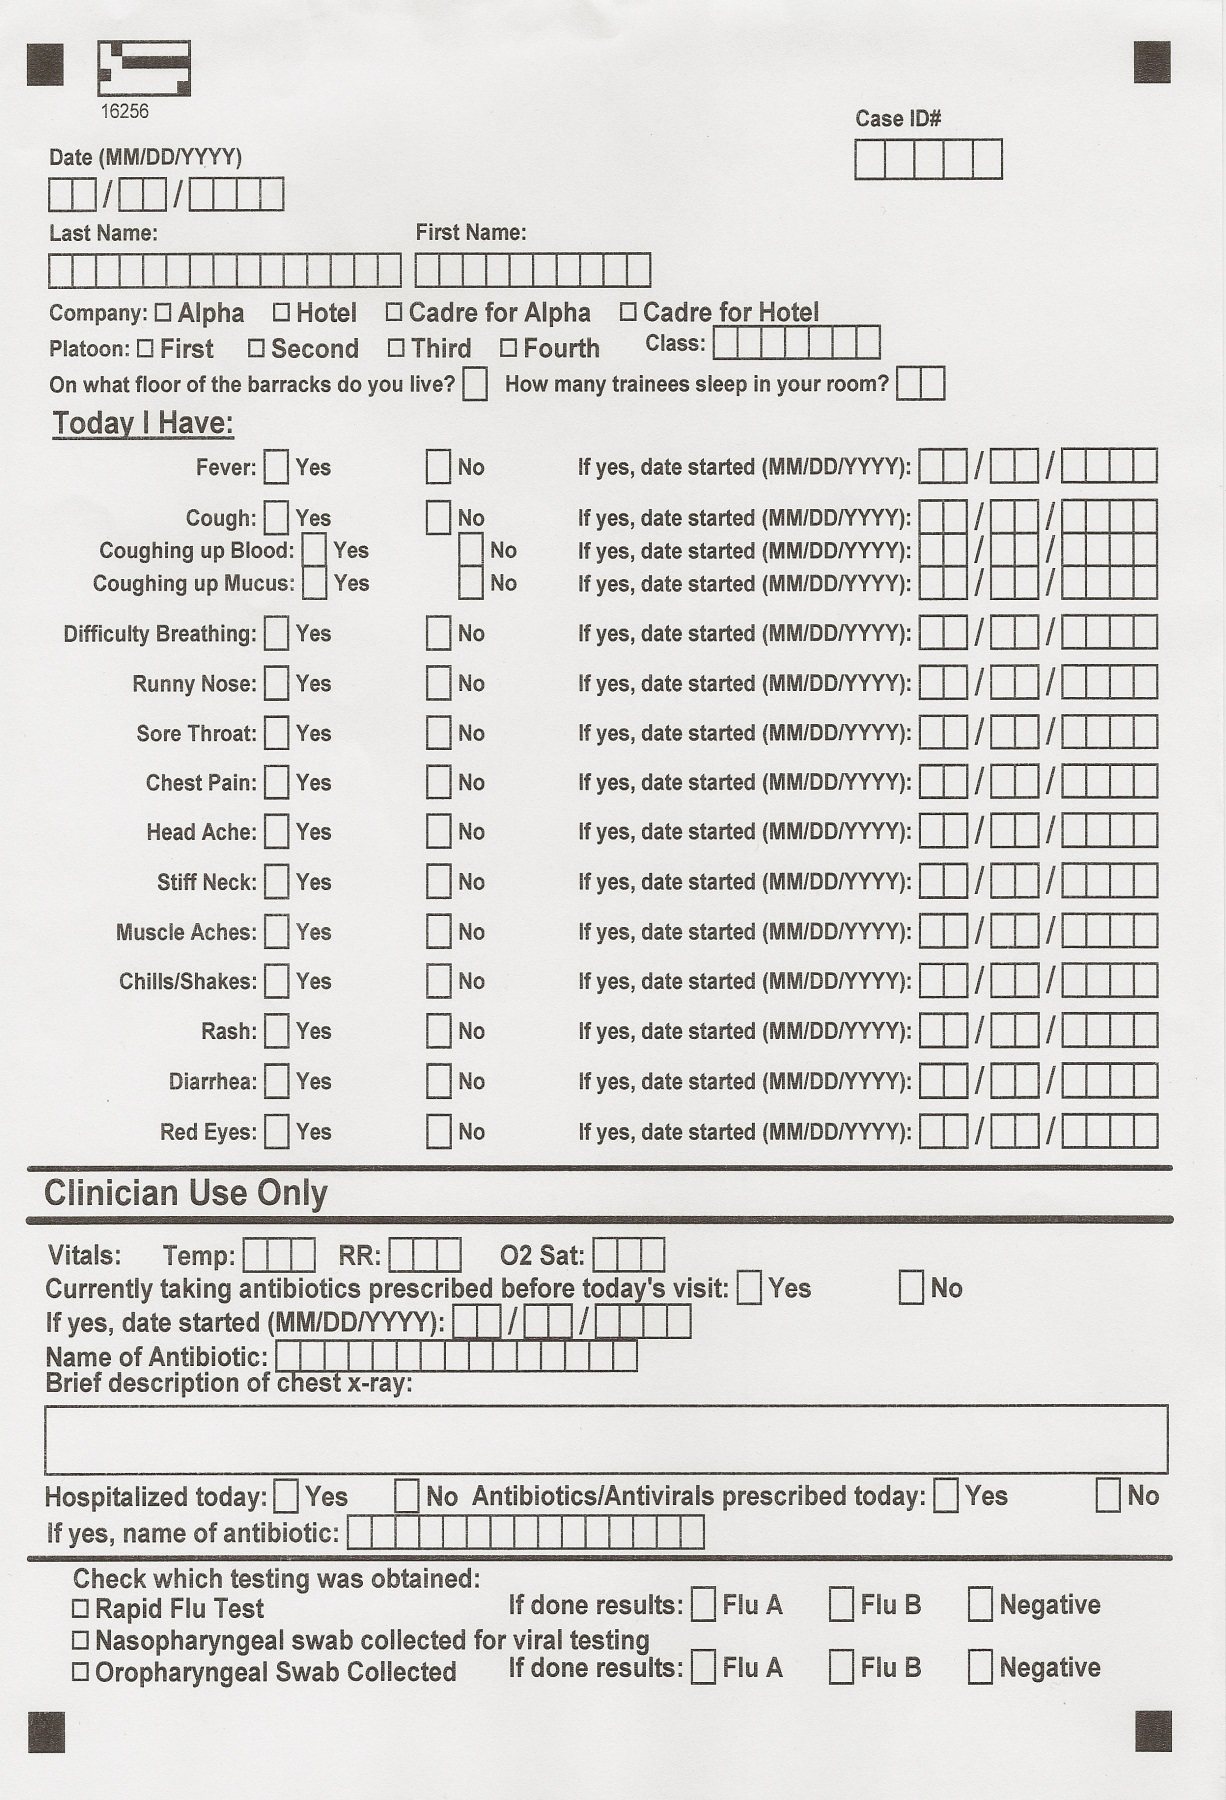 16256
Case ID#
Date (MM/DD/YYYY)
/ /
Last Name: First Name:
Company: Alpha Hotel Cadre for Alpha Cadre for Hotel
Platoon: First Second Third Fourth Class:
On what floor of the barracks do you live? How many trainees sleep in your room?
Today I Have:
Fever: Yes No If yes, date started (MM/DD/YYYY): / /
Cough: Yes No If yes, date started (MM/DD/YYYY): / /
Coughing up Blood: Yes No If yes, date started (MM/DD/YYYY): / /
Coughing up Mucus: Yes No If yes, date started (MM/DD/YYYY): / /
Difficulty Breathing: Yes No If yes, date started (MM/DD/YYYY): / /
Runny Nose: Yes No If yes, date started (MM/DD/YYYY): / /
Sore Throat: Yes No If yes, date started (MM/DD/YYYY): / /
Chest Pain: Yes No If yes, date started (MM/DD/YYYY): / /
Head Ache: Yes No If yes, date started (MM/DD/YYYY): / /
Stiff Neck: Yes No If yes, date started (MM/DD/YYYY): / /
Muscle Aches: Yes No If yes, date started (MM/DD/YYYY): / /
Chills/Shakes: Yes No If yes, date started (MM/DD/YYYY): / /
Rash: Yes No If yes, date started (MM/DD/YYYY): / /
Diarrhea: Yes No If yes, date started (MM/DD/YYYY): / /
Red Eyes: Yes No If yes, date started (MM/DD/YYYY): / /
Clinician Use Only
Vitals: Temp: RR: O2 Sat:
Currently taking antibiotics prescribed before today's visit: Yes No
If yes, date started (MM/DD/YYYY): / /
Name of Antibiotic:
Brief description of chest x-ray:
Hospitalized today: Yes No Antibiotics/Antivirals prescribed today: Yes No
If yes, name of antibiotic:
Check which testing was obtained:
Rapid Flu Test If done results: Flu A Flu B Negative
Nasopharyngeal swab collected for viral testing
Oropharyngeal Swab Collected If done results: Flu A Flu B Negative